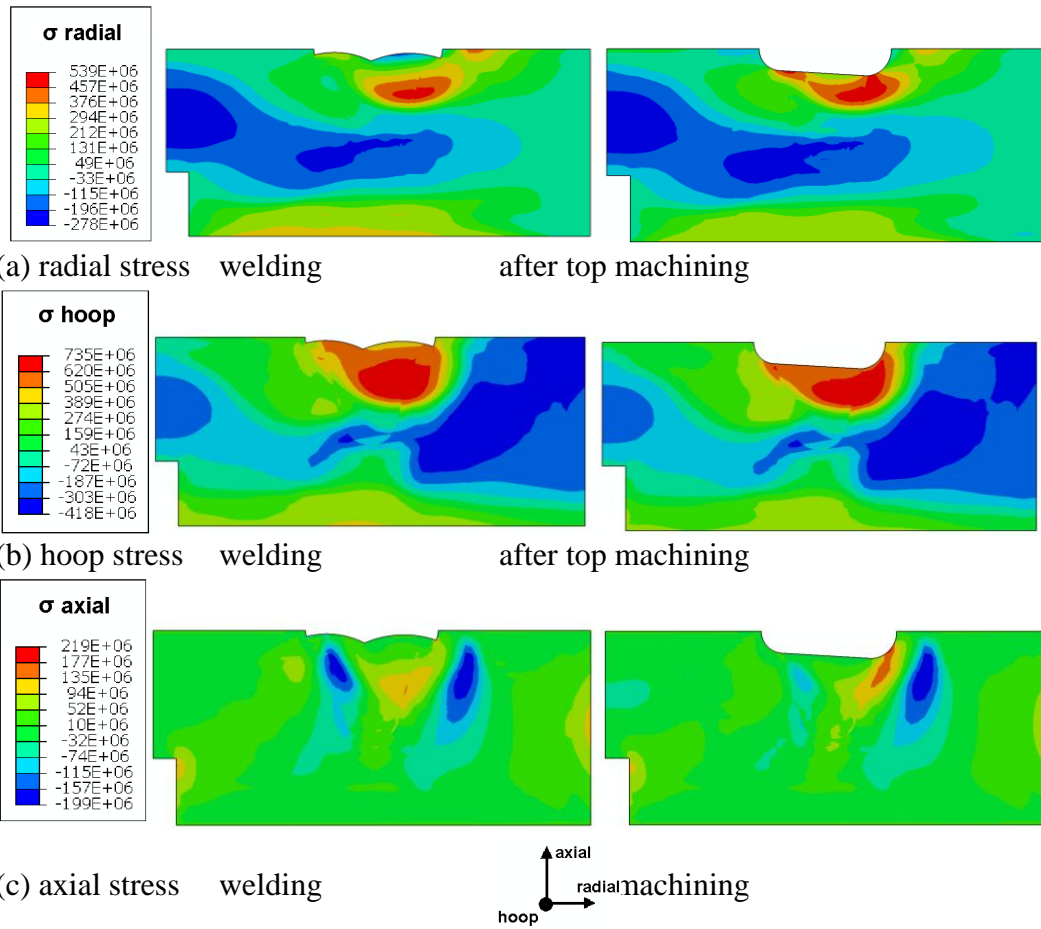 σ radial
539E+06
457E+06
376E+06
294E+06
212E+06
131E+06
49E+06
-33E+06
-115E+06
-196E+06
-278E+06
(a) radial stress welding after top machining
σ hoop
735E+06
620E+06
505E+06
389E+06
274E+06
159E+06
43E+06
-72E+06
-187E+06
-303E+06
-418E+06
(b) hoop stress welding after top machining
σ axial
219E+06
177E+06
135E+06
94E+06
52E+06
10E+06
-32E+06
-74E+06
-115E+06
-157E+06
-199E+06
axial
(c) axial stress welding radial machining
hoop